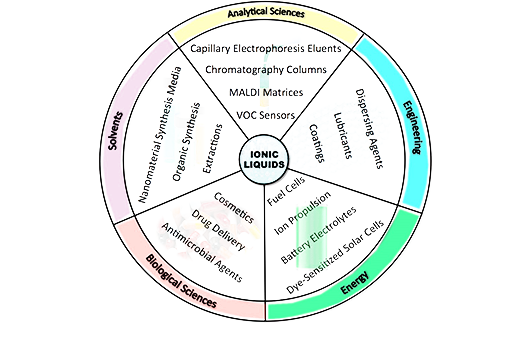 Analytical Sciences
Capillary Electrophoresis Eluents
Chromatography Columns
MALDI Matrices
VOC Sensors
Engineering
Dispersing Agents
Lubricants
Coatings
Energy
Fuel Cells
Ion Propulsion
Battery Electrolytes
Dye-Sensitized Solar Cells
Biological Sciences
Cosmetics
Drug Delivery
Antimicrobial Agents
Solvents
Nanomaterial Synthesis Media
Organic Synthesis
Extractions
IONIC
LIQUIDS